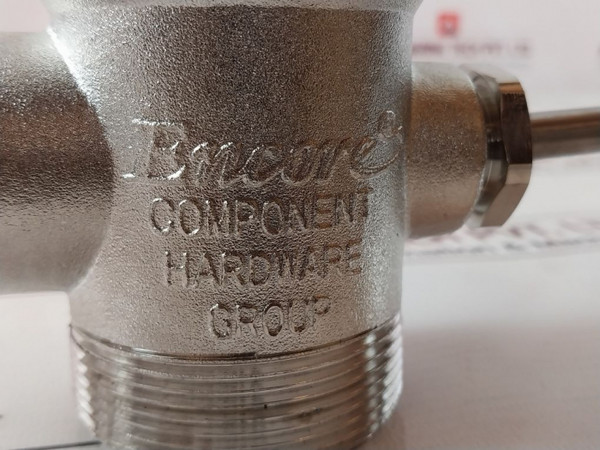 Encore®
COMPONENT
HARDWARE
GROUP